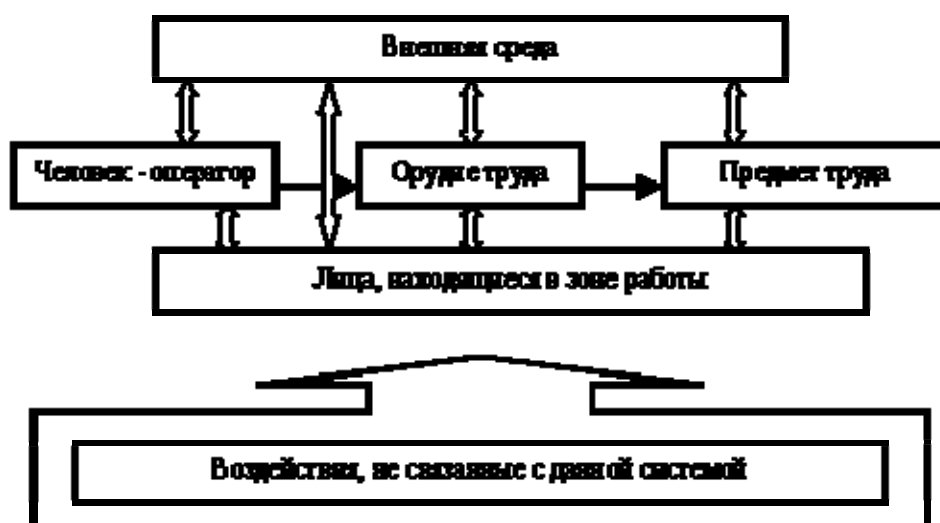 Внешняя среда
Человек - оператор
Орудие труда
Предмет труда
Лица, находящиеся в зоне работы
Воздействия, не связанные с данной системой